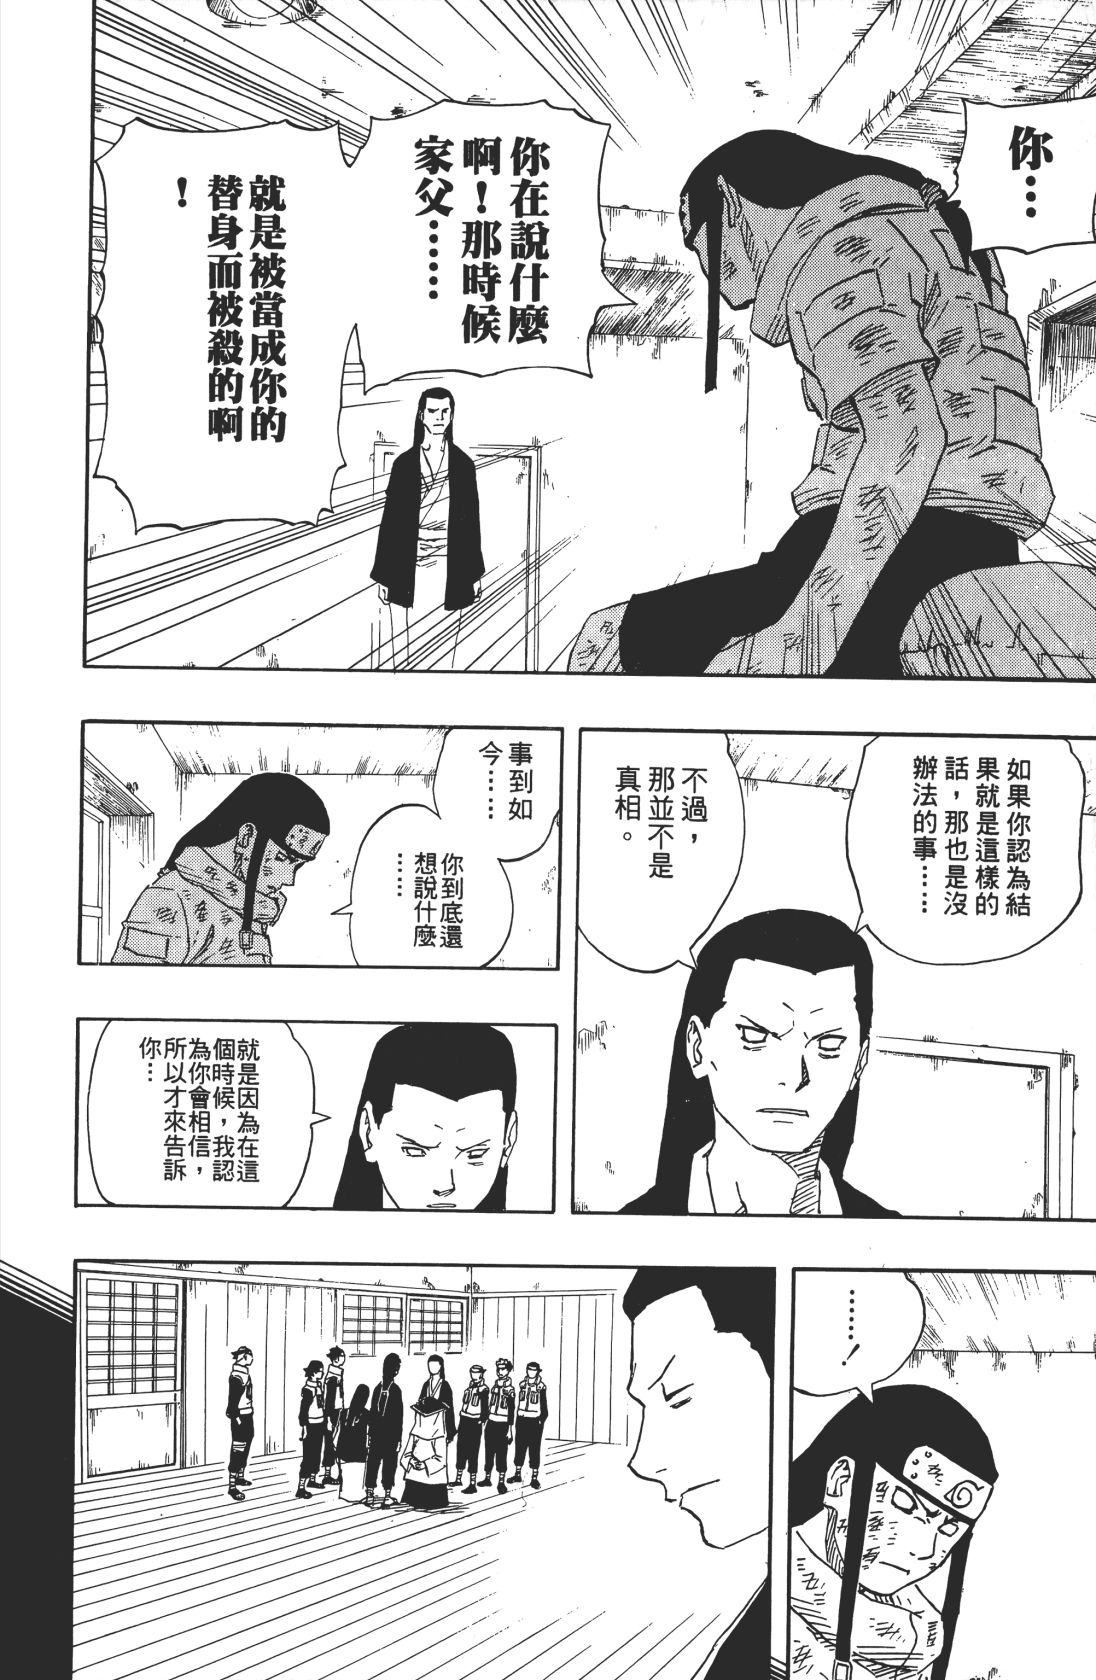 你⋯⋯
你在說什麼
啊！那時候
家父⋯⋯
就是被當成你的
替身而被殺的啊
！
如果你認為結
果就是這樣的
話，那也是沒
辦法的事⋯⋯
不過，
那並不是
真相。
事到如
今⋯⋯
你到底還
想說什麼
⋯⋯
就是因為在這
個時候，我認
為你會相信，
所以才來告訴
你⋯
⋯⋯！